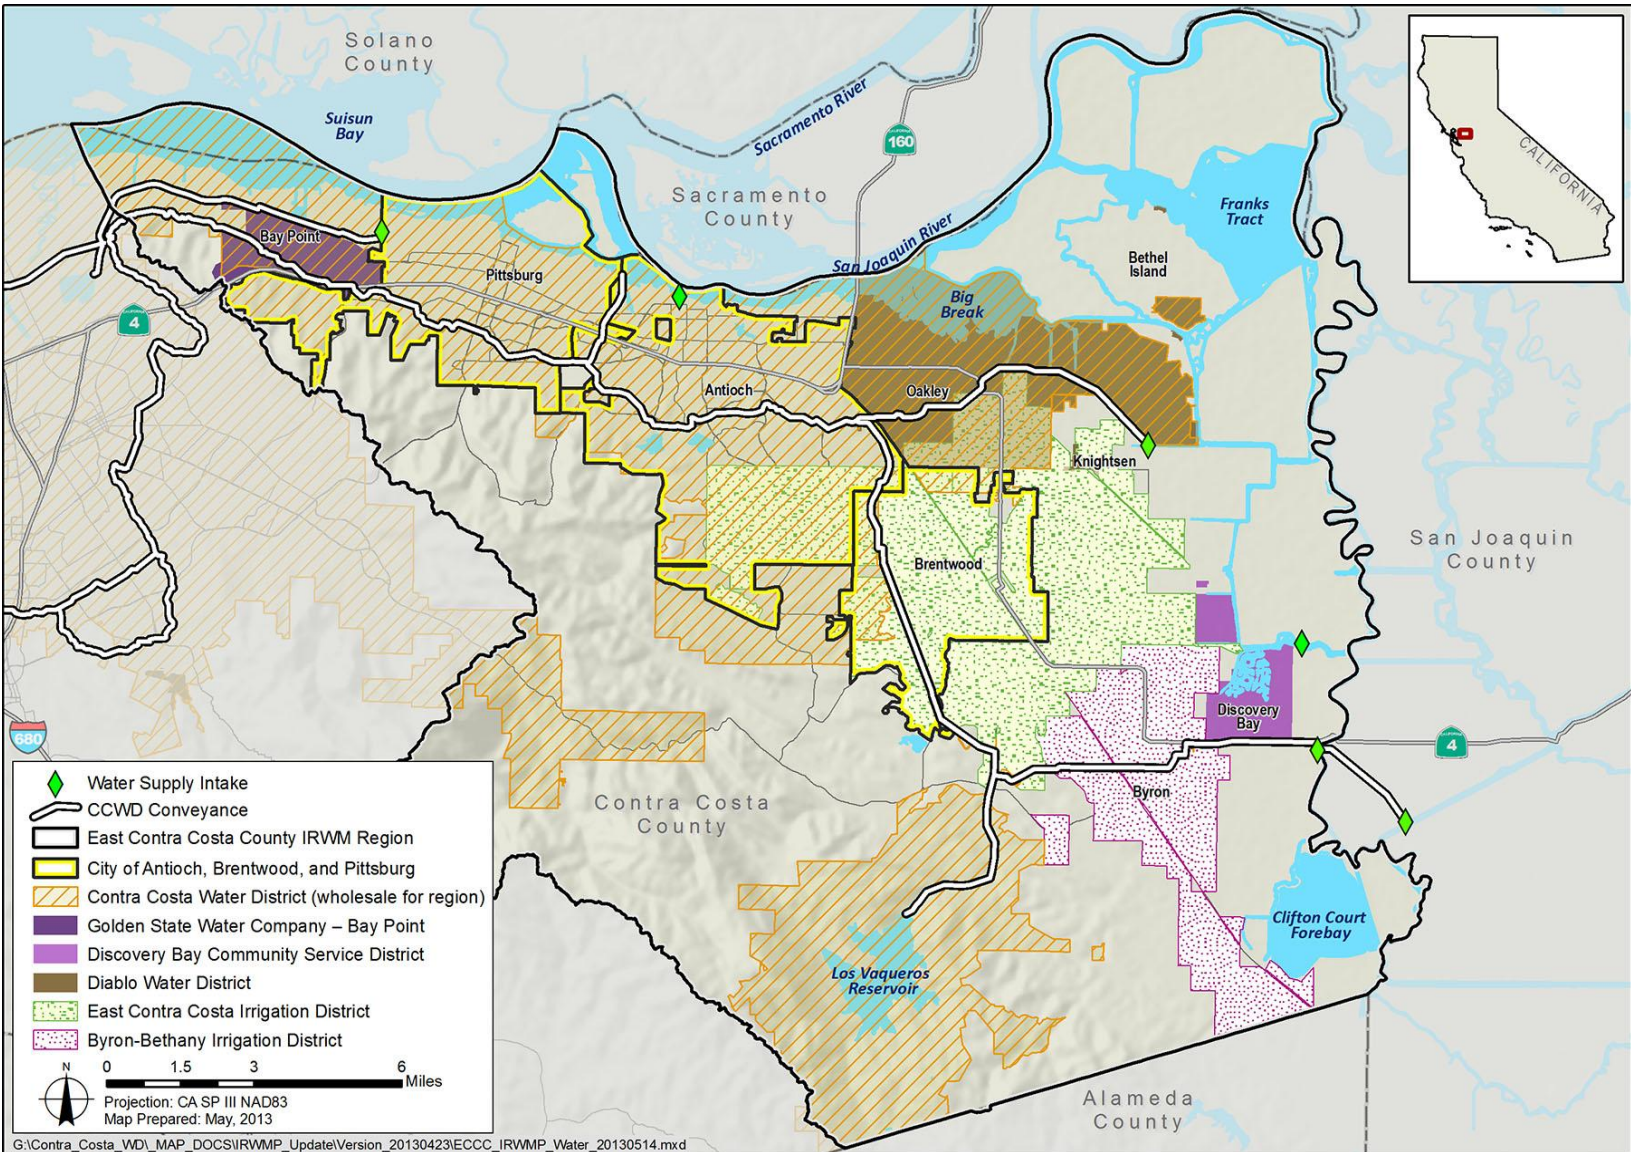 Solano
County
Suisun
Bay
Sacramento River
160
Sacramento
County
San Joaquin River
Franks
Tract
CALIFORNIA
Bay Point
Pittsburg
Bethel
Island
Big
Break
4
Antioch
Oakley
Knightsen
San Joaquin
County
Brentwood
Discovery
Bay
680
4
Byron
Contra Costa
County
Clifton Court
Forebay
Los Vaqueros
Reservoir
Alameda
County
Water Supply Intake
CCWD Conveyance
East Contra Costa County IRWM Region
City of Antioch, Brentwood, and Pittsburg
Contra Costa Water District (wholesale for region)
Golden State Water Company – Bay Point
Discovery Bay Community Service District
Diablo Water District
East Contra Costa Irrigation District
Byron-Bethany Irrigation District
N
0 1.5 3 6
Miles
Projection: CA SP III NAD83
Map Prepared: May, 2013
G:\Contra_Costa_WD\_MAP_DOCS\IRWMP_Update\Version_20130423\ECCC_IRWMP_Water_20130514.mxd